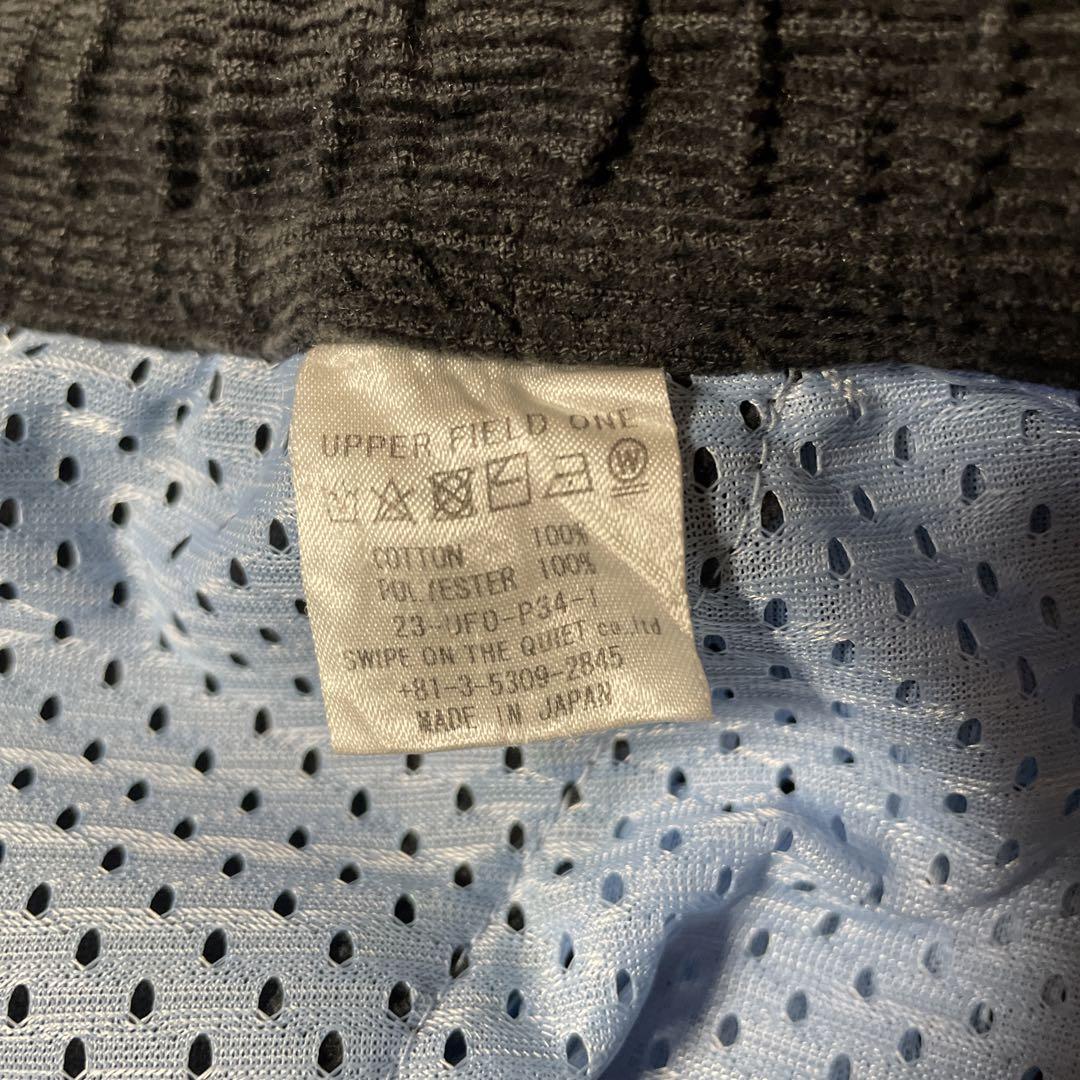 UPPER FIELD ONE
W
COTTON 100%
POLYESTER 100%
23-UFO-P34-1
SWIPE ON THE QUIET co.,ltd
+81-3-5309-2845
MADE IN JAPAN